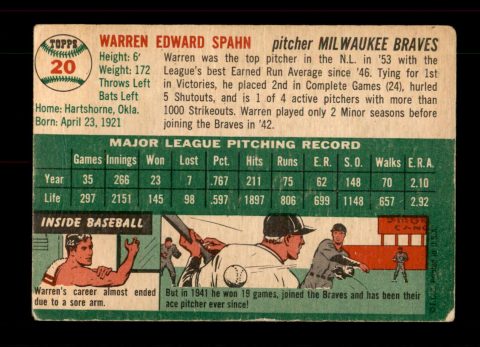 TOPPS
20
WARREN EDWARD SPAHN pitcher MILWAUKEE BRAVES
Height: 6'
Weight: 172
Throws Left
Bats Left
Home: Hartshorne, Okla.
Born: April 23, 1921
Warren was the top pitcher in the N.L. in '53 with the
League's best Earned Run Average since '46. Tying for 1st
in Victories, he placed 2nd in Complete Games (24), hurled
5 Shutouts, and is 1 of 4 active pitchers with more than
1000 Strikeouts. Warren played only 2 Minor seasons before
joining the Braves in '42.
MAJOR LEAGUE PITCHING RECORD
Games Innings Won Lost Pct. Hits Runs E.R. S.O. Walks E.R.A.
Year 35 266 23 7 .767 211 75 62 148 70 2.10
Life 297 2151 145 98 .597 1945 806 698 1049 657 2.92
INSIDE BASEBALL
Warren's career almost ended
due to a sore arm.
But in 1941 he won 19 games, joined the Braves and has been their
ace pitcher ever since!